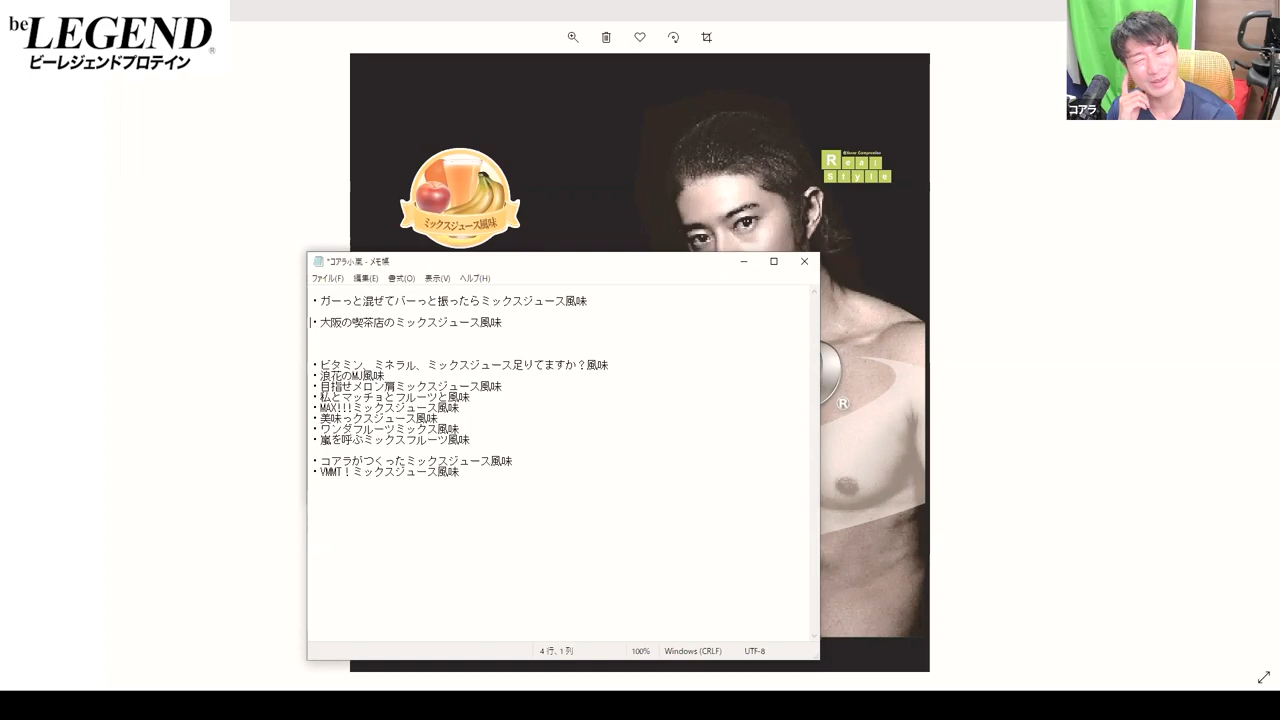 be LEGEND®
ビーレジェンドプロテイン
コアラ
©Never Compromise
Real
Style
ミックスジュース風味
*コアラ小嵐 - メモ帳
ファイル(F) 編集(E) 書式(O) 表示(V) ヘルプ(H)
・ガーっと混ぜてバーっと振ったらミックスジュース風味
・大阪の喫茶店のミックスジュース風味
・ビタミン、ミネラル、ミックスジュース足りてますか？風味
・浪花のMJ風味
・目指せメロン肩ミックスジュース風味
・私とマッチョとフルーツと風味
・MAX!!!ミックスジュース風味
・美味っクスジュース風味
・ワンダフルーツミックス風味
・嵐を呼ぶミックスフルーツ風味
・コアラがつくったミックスジュース風味
・VMMT！ミックスジュース風味
®
4 行、1 列 100% Windows (CRLF) UTF-8